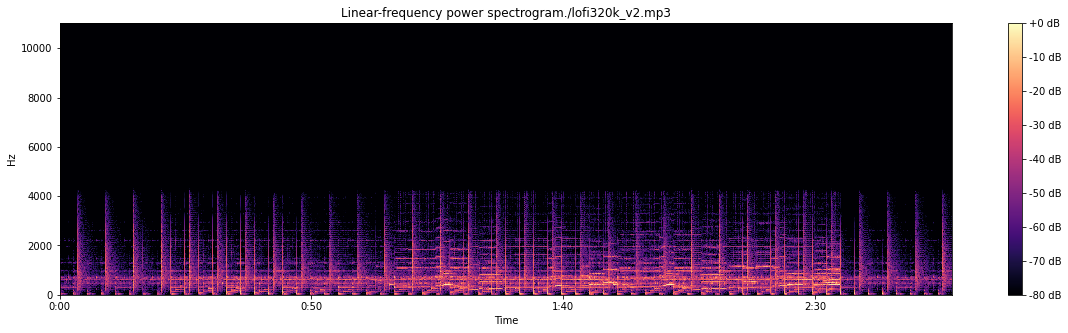 Linear-frequency power spectrogram./lofi320k_v2.mp3
10000
8000
6000
4000
2000
0
Hz
0:00
0:50
1:40
2:30
Time
+0 dB
-10 dB
-20 dB
-30 dB
-40 dB
-50 dB
-60 dB
-70 dB
-80 dB